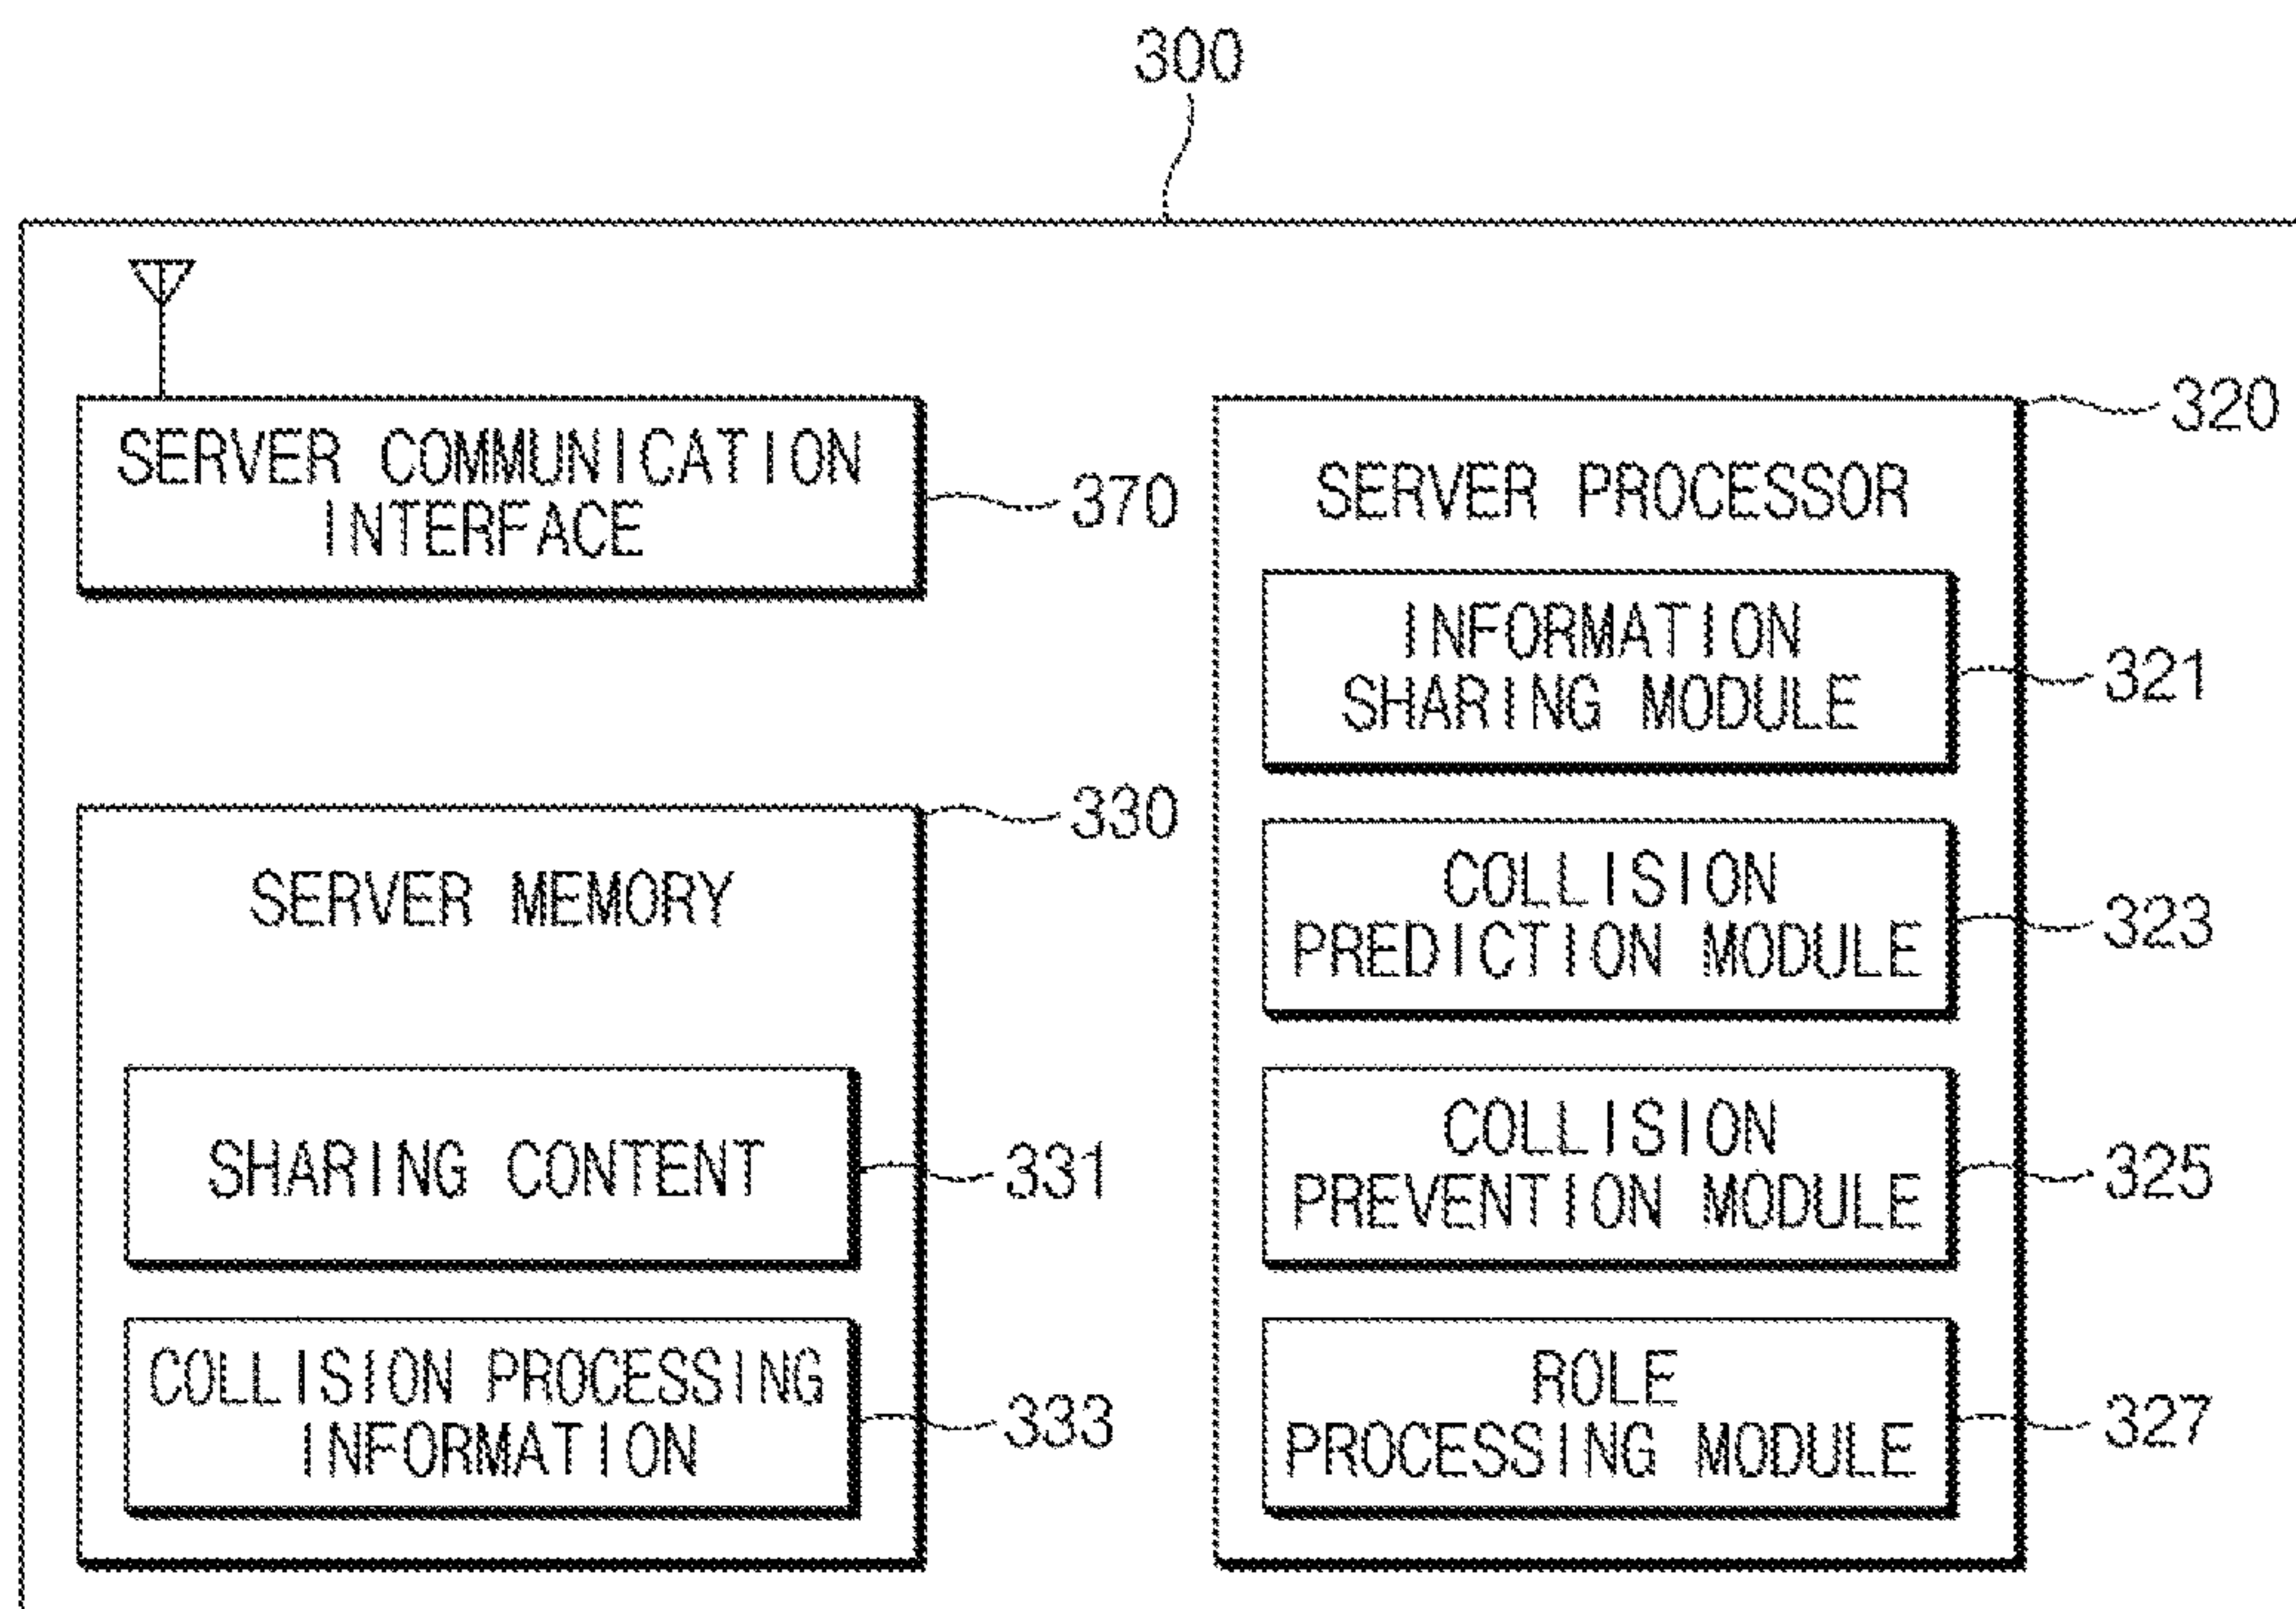 300
SERVER COMMUNICATION
INTERFACE
370
330
SERVER MEMORY
SHARING CONTENT
331
COLLISION PROCESSING
INFORMATION
333
320
SERVER PROCESSOR
INFORMATION
SHARING MODULE
321
COLLISION
PREDICTION MODULE
323
COLLISION
PREVENTION MODULE
325
ROLE
PROCESSING MODULE
327